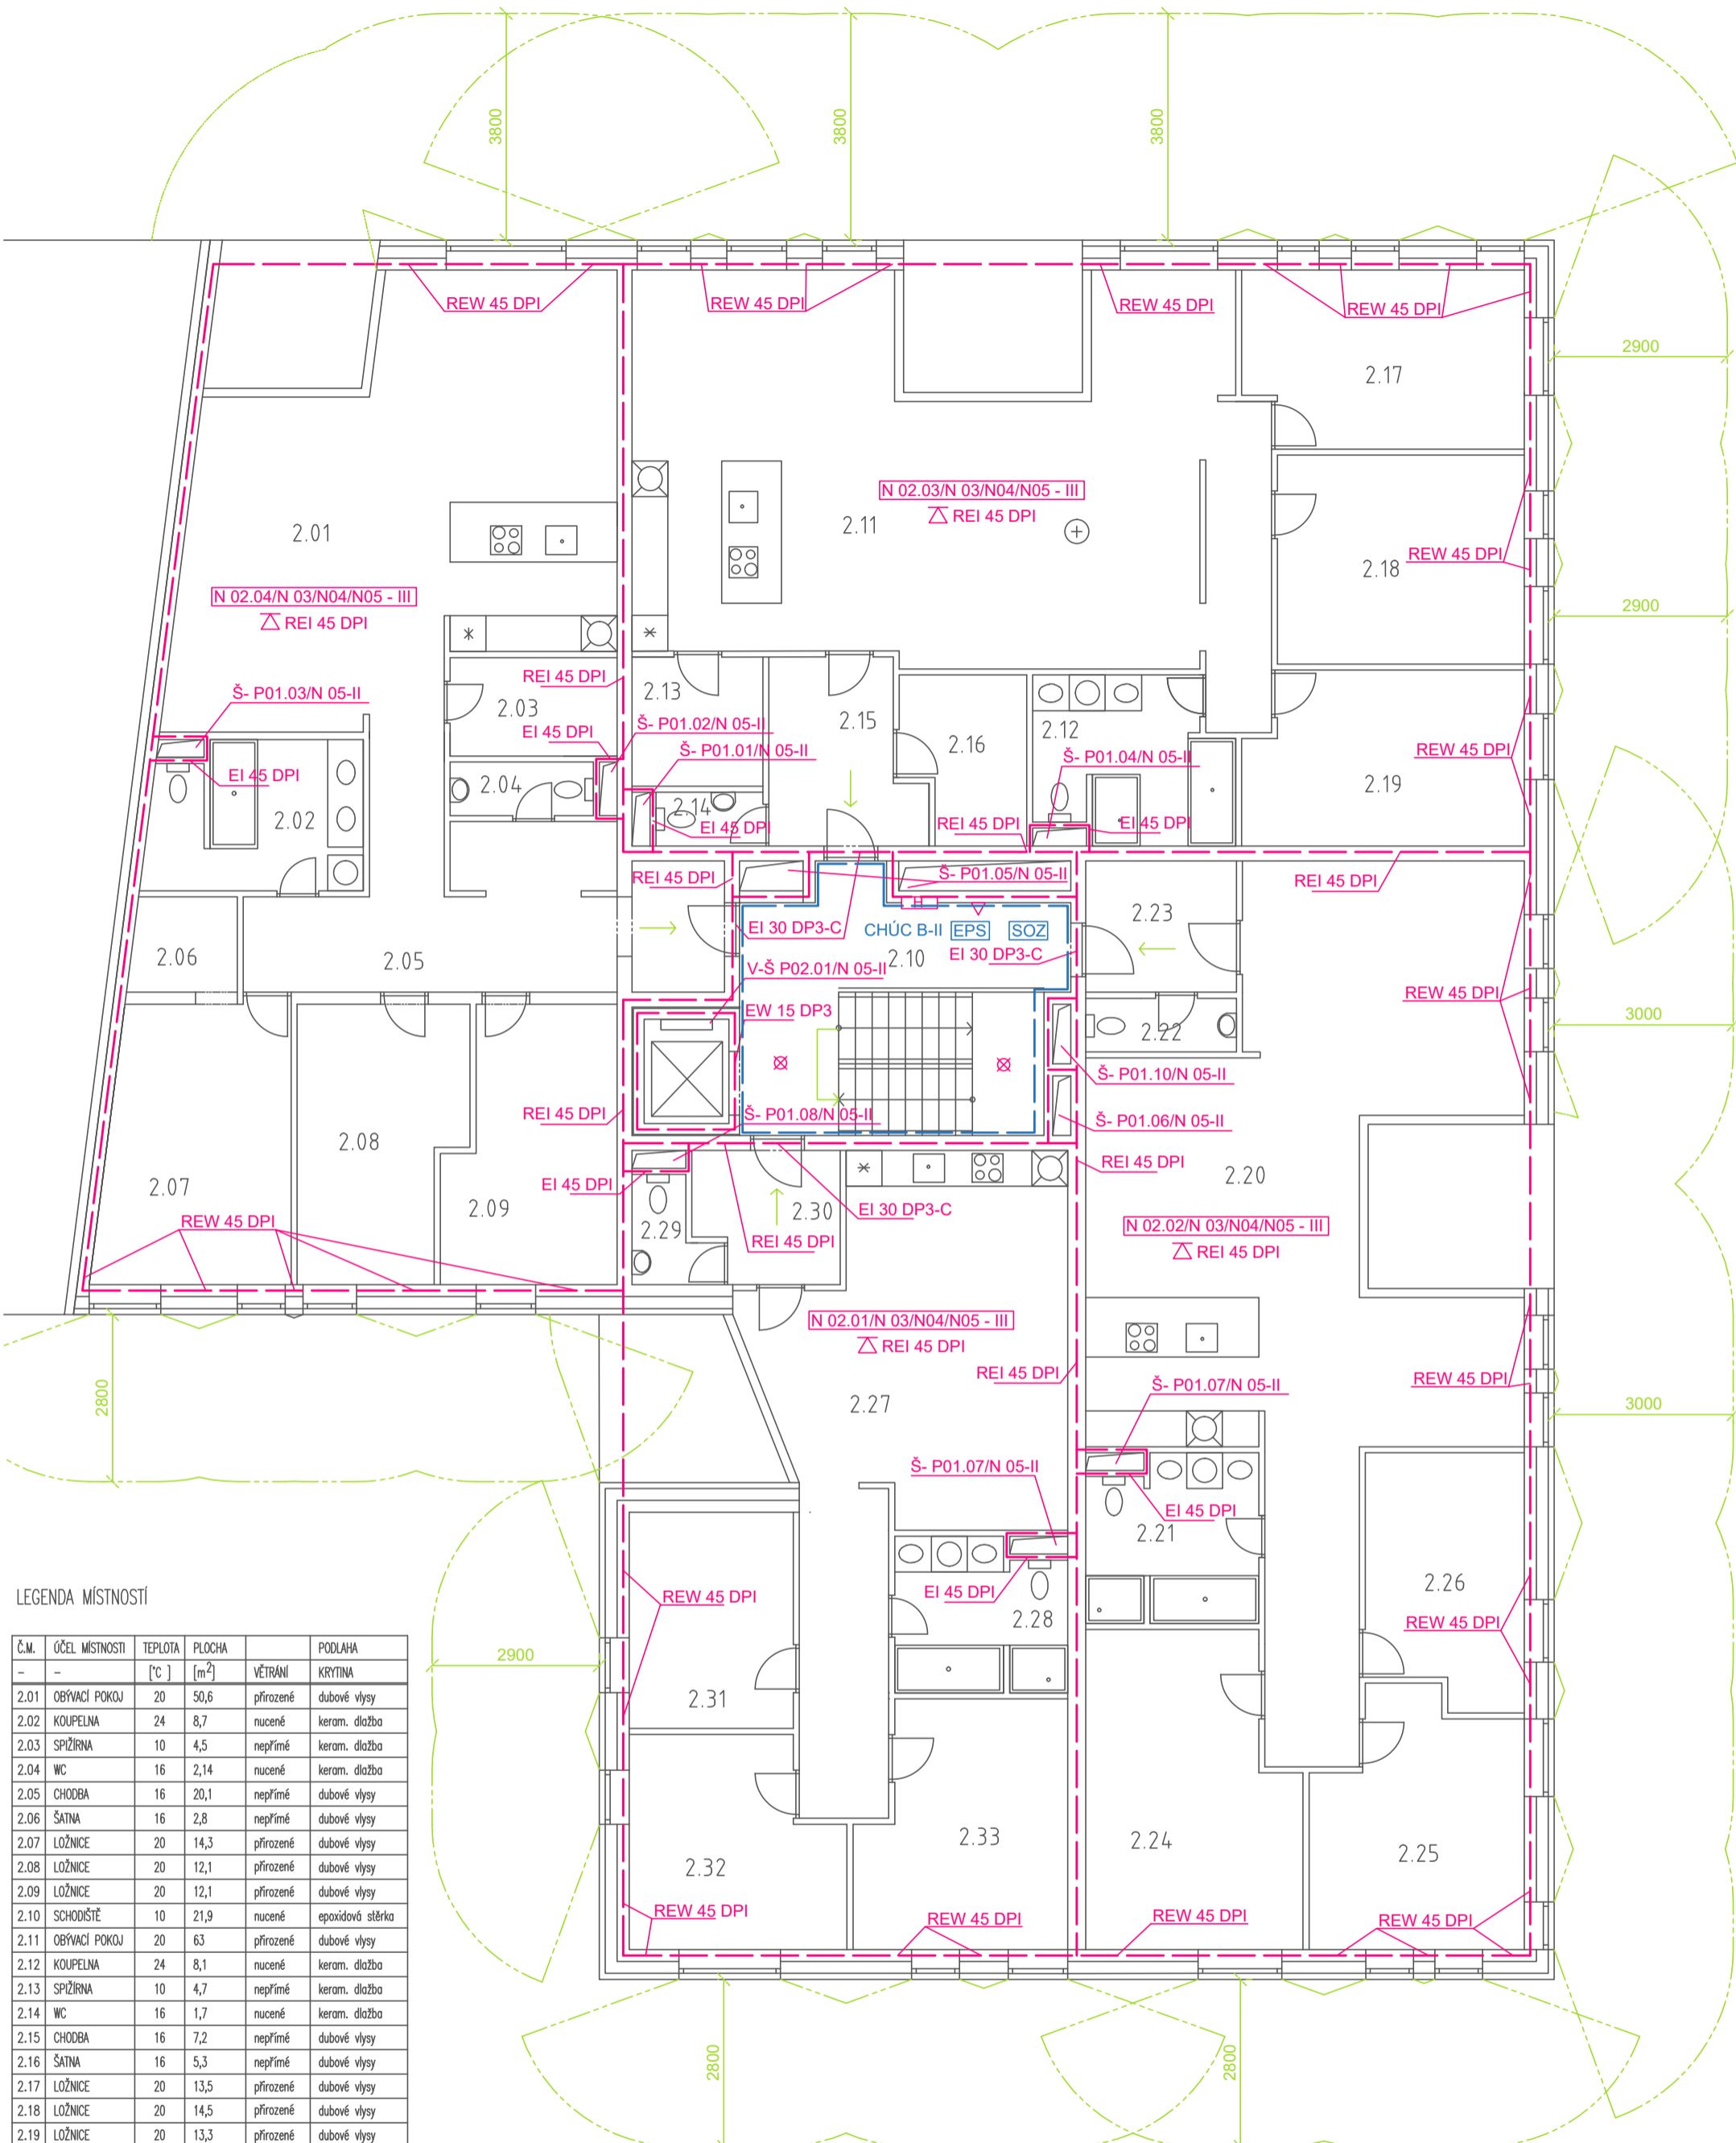 3800
3800
3800
REW 45 DPI
REW 45 DPI
REW 45 DPI
REW 45 DPI
2900
2.17
2.01
2.11
N 02.03/N 03/N04/N05 - III
REI 45 DPI
2.18
REW 45 DPI
N 02.04/N 03/N04/N05 - III
REI 45 DPI
2900
2.03
REI 45 DPI
2.13
2.15
2.16
2.12
Š- P01.03/N 05-II
EI 45 DPI
Š- P01.02/N 05-II
Š- P01.01/N 05-II
Š- P01.04/N 05-II
REW 45 DPI
2.19
EI 45 DPI
2.04
2.02
2.14
EI 45 DPI
REI 45 DPI
EI 45 DPI
REI 45 DPI
Š- P01.05/N 05-II
REI 45 DPI
2.23
EI 30 DP3-C
CHÚC B-II
EPS
SOZ
EI 30 DP3-C
2.06
2.05
2.10
V-Š P02.01/N 05-II
REW 45 DPI
EW 15 DP3
3000
2.22
Š- P01.10/N 05-II
REI 45 DPI
Š- P01.08/N 05-II
Š- P01.06/N 05-II
2.08
REI 45 DPI
2.20
2.07
EI 45 DPI
2.09
2.30
EI 30 DP3-C
REW 45 DPI
2.29
REI 45 DPI
N 02.02/N 03/N04/N05 - III
REI 45 DPI
N 02.01/N 03/N04/N05 - III
REI 45 DPI
REI 45 DPI
REW 45 DPI
2800
2.27
Š- P01.07/N 05-II
3000
Š- P01.07/N 05-II
EI 45 DPI
2.21
EI 45 DPI
2.26
REW 45 DPI
2.28
REW 45 DPI
2900
2.31
2.33
2.24
2.25
2.32
REW 45 DPI
REW 45 DPI
REW 45 DPI
REW 45 DPI
2800
2800
LEGENDA MÍSTNOSTÍ
Č.M. ÚČEL MÍSTNOSTI TEPLOTA PLOCHA PODLAHA
– – [°C ] [m²] VĚTRÁNÍ KRYTINA
2.01 OBÝVACÍ POKOJ 20 50,6 přirozené dubové vlysy
2.02 KOUPELNA 24 8,7 nucené keram. dlažba
2.03 SPIŽÍRNA 10 4,5 nepřímé keram. dlažba
2.04 WC 16 2,14 nucené keram. dlažba
2.05 CHODBA 16 20,1 nepřímé dubové vlysy
2.06 ŠATNA 16 2,8 nepřímé dubové vlysy
2.07 LOŽNICE 20 14,3 přirozené dubové vlysy
2.08 LOŽNICE 20 12,1 přirozené dubové vlysy
2.09 LOŽNICE 20 12,1 přirozené dubové vlysy
2.10 SCHODIŠTĚ 10 21,9 nucené epoxidová stěrka
2.11 OBÝVACÍ POKOJ 20 63 přirozené dubové vlysy
2.12 KOUPELNA 24 8,1 nucené keram. dlažba
2.13 SPIŽÍRNA 10 4,7 nepřímé keram. dlažba
2.14 WC 16 1,7 nucené keram. dlažba
2.15 CHODBA 16 7,2 nepřímé dubové vlysy
2.16 ŠATNA 16 5,3 nepřímé dubové vlysy
2.17 LOŽNICE 20 13,5 přirozené dubové vlysy
2.18 LOŽNICE 20 14,5 přirozené dubové vlysy
2.19 LOŽNICE 20 13,3 přirozené dubové vlysy